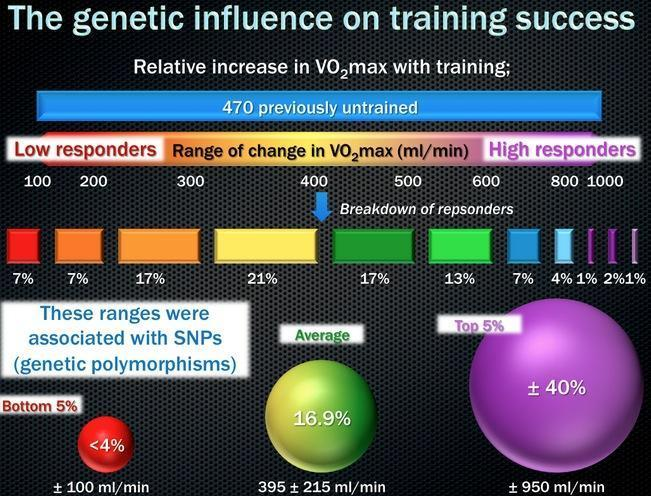 The genetic influence on training success
Relative increase in VO2max with training;
470 previously untrained
Low responders Range of change in VO2max (ml/min) High responders
100 200 300 400 500 600 800 1000
Breakdown of repsonders
7% 7% 17% 21% 17% 13% 7% 4% 1% 2% 1%
These ranges were
associated with SNPs
(genetic polymorphisms)
Bottom 5%
<4%
± 100 ml/min
Average
16.9%
395 ± 215 ml/min
Top 5%
± 40%
± 950 ml/min